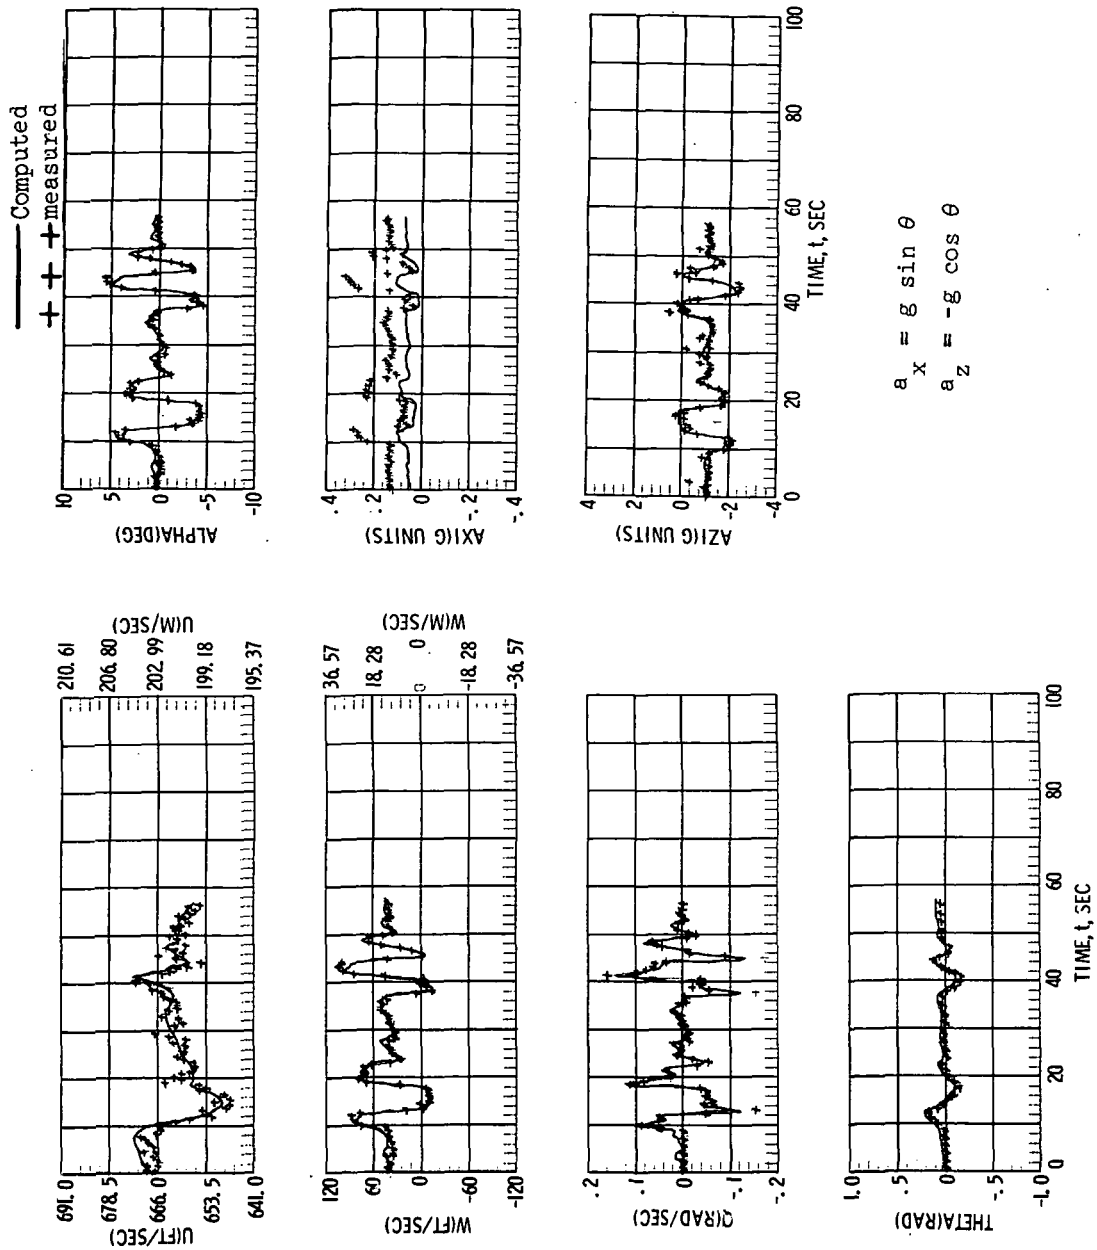 Computed
+ + + measured
U(FT/SEC)
691.0
678.5
666.0
653.5
641.0
210.61
206.80
202.99
199.18
195.37
U(M/SEC)
W(FT/SEC)
120
60
0
-60
-120
36.57
18.28
0
-18.28
-36.57
W(M/SEC)
Q(RAD/SEC)
.2
.1
0
-.1
-.2
THETA(RAD)
1.0
.5
0
-.5
-1.0
0 20 40 60 80 100
TIME, t, SEC
ALPHA(DEG)
10
5
0
-5
-10
AXI(G UNITS)
.4
.2
0
-.2
-.4
AZI(G UNITS)
4
2
0
-2
-4
0 20 40 60 80 100
TIME, t, SEC
a_x = g sin θ
a_z = -g cos θ